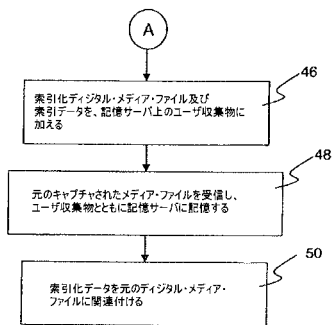 A
46
索引化ディジタル・メディア・ファイル及び
索引データを、記憶サーバ上のユーザ収集物に
加える
48
元のキャプチャされたメディア・ファイルを受信し、
ユーザ収集物とともに記憶サーバに記憶する
50
索引化データを元のディジタル・メディア・
ファイルに関連付ける